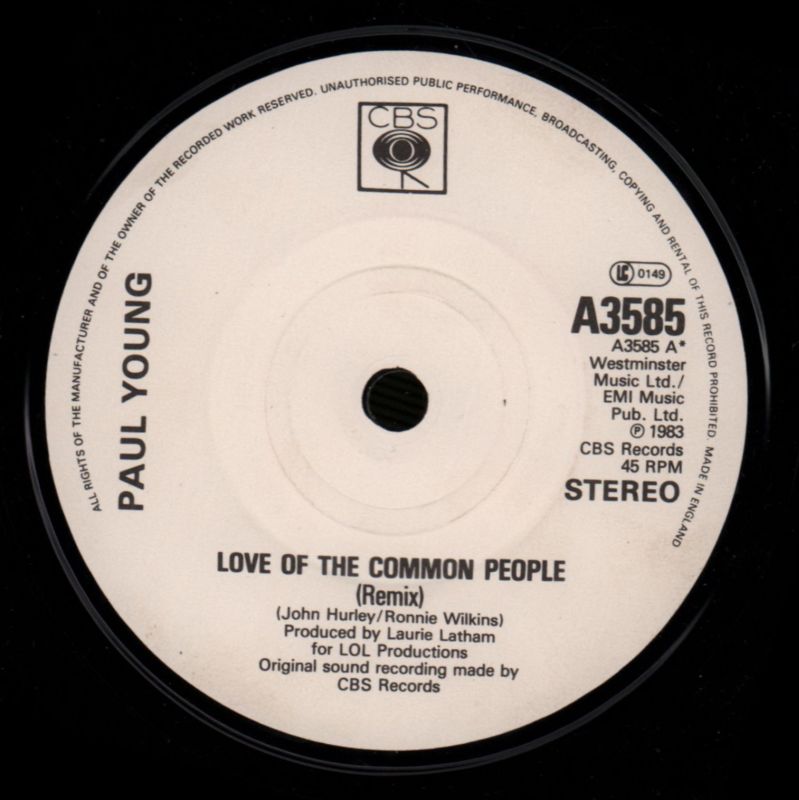 ALL RIGHTS OF THE MANUFACTURER AND OF THE OWNER OF THE RECORDED WORK RESERVED. UNAUTHORISED PUBLIC PERFORMANCE, BROADCASTING, COPYING AND RENTAL OF THIS RECORD PROHIBITED. MADE IN ENGLAND
CBS
PAUL YOUNG
LC 0149
A3585
A3585 A*
Westminster
Music Ltd./
EMI Music
Pub. Ltd.
℗ 1983
CBS Records
45 RPM
STEREO
LOVE OF THE COMMON PEOPLE
(Remix)
(John Hurley/Ronnie Wilkins)
Produced by Laurie Latham
for LOL Productions
Original sound recording made by
CBS Records